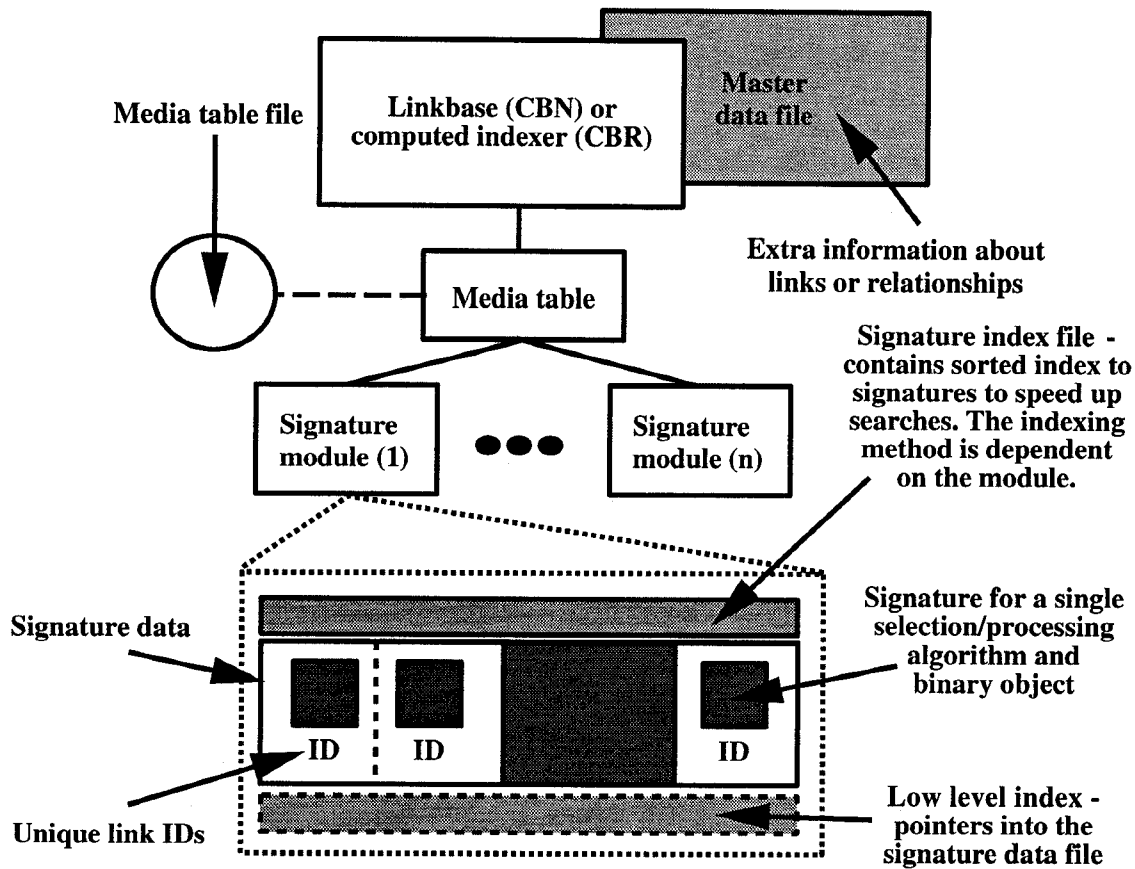 Master
data file
Linkbase (CBN) or
computed indexer (CBR)
Media table file
Extra information about
links or relationships
Media table
Signature index file -
contains sorted index to
signatures to speed up
searches. The indexing
method is dependent
on the module.
Signature
module (1)
Signature
module (n)
Signature data
Signature for a single
selection/processing
algorithm and
binary object
ID
ID
ID
Unique link IDs
Low level index -
pointers into the
signature data file